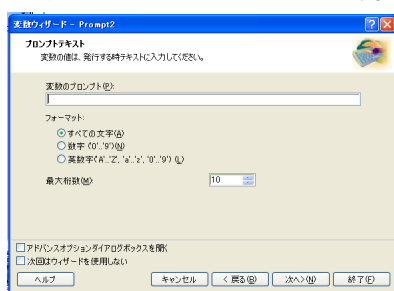 変数ウィザード - Prompt2
プロンプトテキスト
変数の値は、発行する時テキストに入力してください。
変数のプロンプト(P):
フォーマット:
すべての文字(A)
数字 ('0'..'9')(N)
英数字('A'..'Z', 'a'..'z', '0'..'9') (L)
最大桁数(M): 10
アドバンスオプションダイアログボックスを開く
次回はウィザードを使用しない
ヘルプ キャンセル < 戻る(B) 次へ>(N) 終了(F)